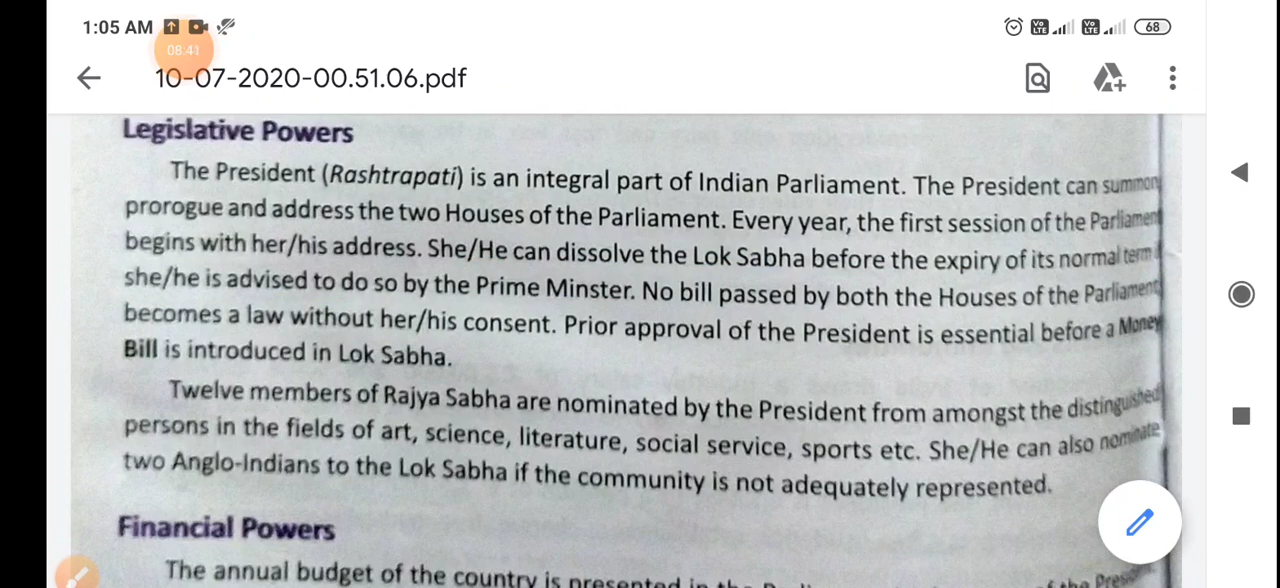 1:05 AM
08:41
68
10-07-2020-00.51.06.pdf
Legislative Powers
The President (Rashtrapati) is an integral part of Indian Parliament. The President can summon
prorogue and address the two Houses of the Parliament. Every year, the first session of the Parliament
begins with her/his address. She/He can dissolve the Lok Sabha before the expiry of its normal term if
she/he is advised to do so by the Prime Minster. No bill passed by both the Houses of the Parliament
becomes a law without her/his consent. Prior approval of the President is essential before a Money
Bill is introduced in Lok Sabha.
Twelve members of Rajya Sabha are nominated by the President from amongst the distinguished
persons in the fields of art, science, literature, social service, sports etc. She/He can also nominate
two Anglo-Indians to the Lok Sabha if the community is not adequately represented.
Financial Powers
The annual budget of the country is presented in the